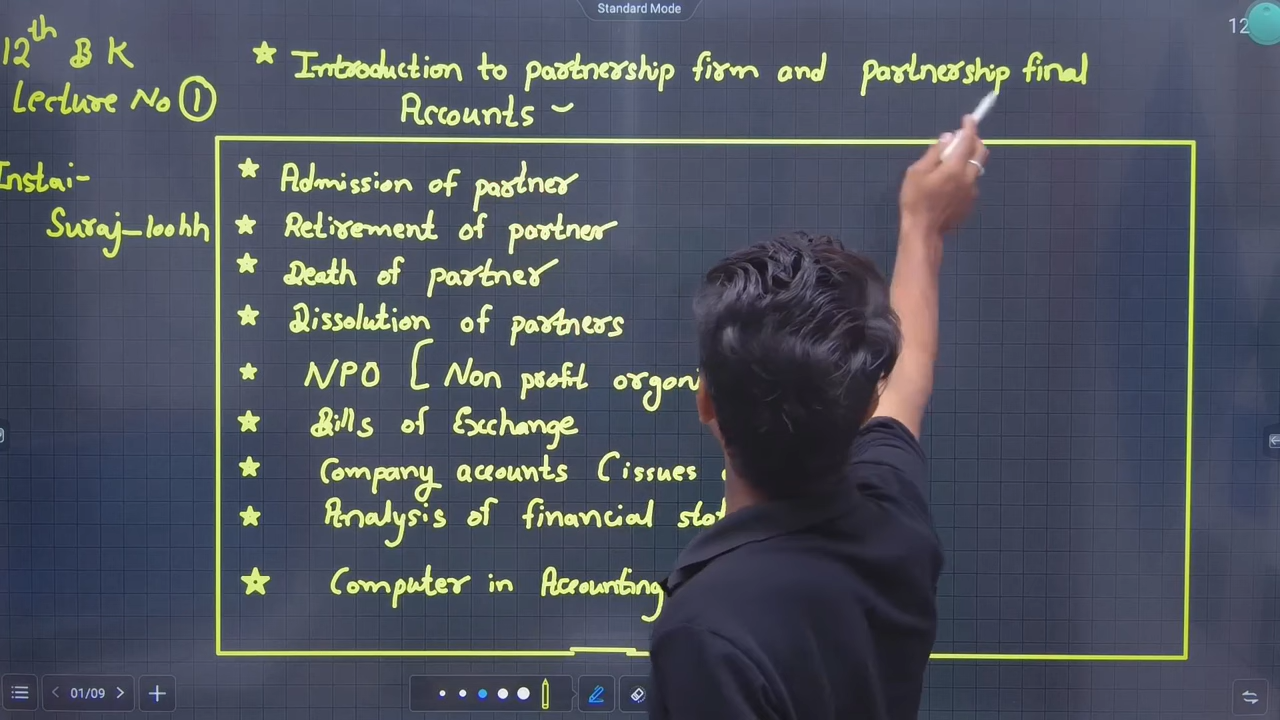 Standard Mode
12
12th B K
Lecture No 1
Instai-
Suraj_100hh
Introduction to partnership firm and partnership final
Accounts -
Admission of partner
Retirement of partner
Death of partner
Dissolution of partners
NPO [ Non profit organi
Bills of Exchange
Company accounts (issues
Analysis of financial stat
Computer in Accounting
01/09